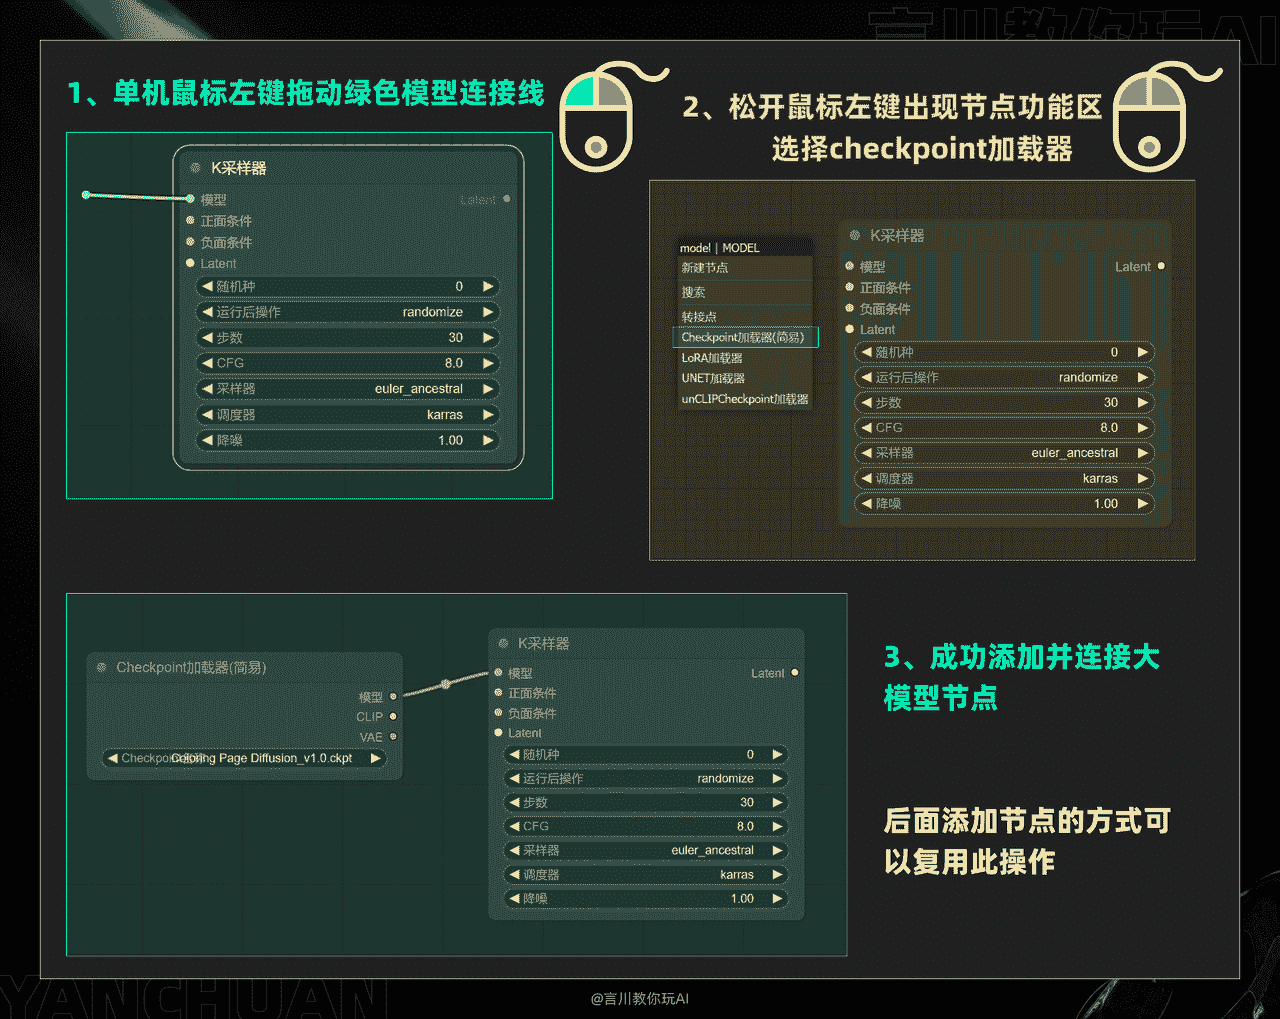 言川教你玩AI
1、单机鼠标左键拖动绿色模型连接线
K采样器
模型
Latent
正面条件
负面条件
Latent
随机种 0
运行后操作 randomize
步数 30
CFG 8.0
采样器 euler_ancestral
调度器 karras
降噪 1.00
2、松开鼠标左键出现节点功能区
选择checkpoint加载器
model | MODEL
新建节点
搜索
转接点
Checkpoint加载器(简易)
LoRA加载器
UNET加载器
unCLIPCheckpoint加载器
K采样器
模型
Latent
正面条件
负面条件
Latent
随机种 0
运行后操作 randomize
步数 30
CFG 8.0
采样器 euler_ancestral
调度器 karras
降噪 1.00
Checkpoint加载器(简易)
模型
CLIP
VAE
Coloring Page Diffusion_v1.0.ckpt
K采样器
模型
Latent
正面条件
负面条件
Latent
随机种 0
运行后操作 randomize
步数 30
CFG 8.0
采样器 euler_ancestral
调度器 karras
降噪 1.00
3、成功添加并连接大
模型节点
后面添加节点的方式可
以复用此操作
YANCHUAN
@言川教你玩AI